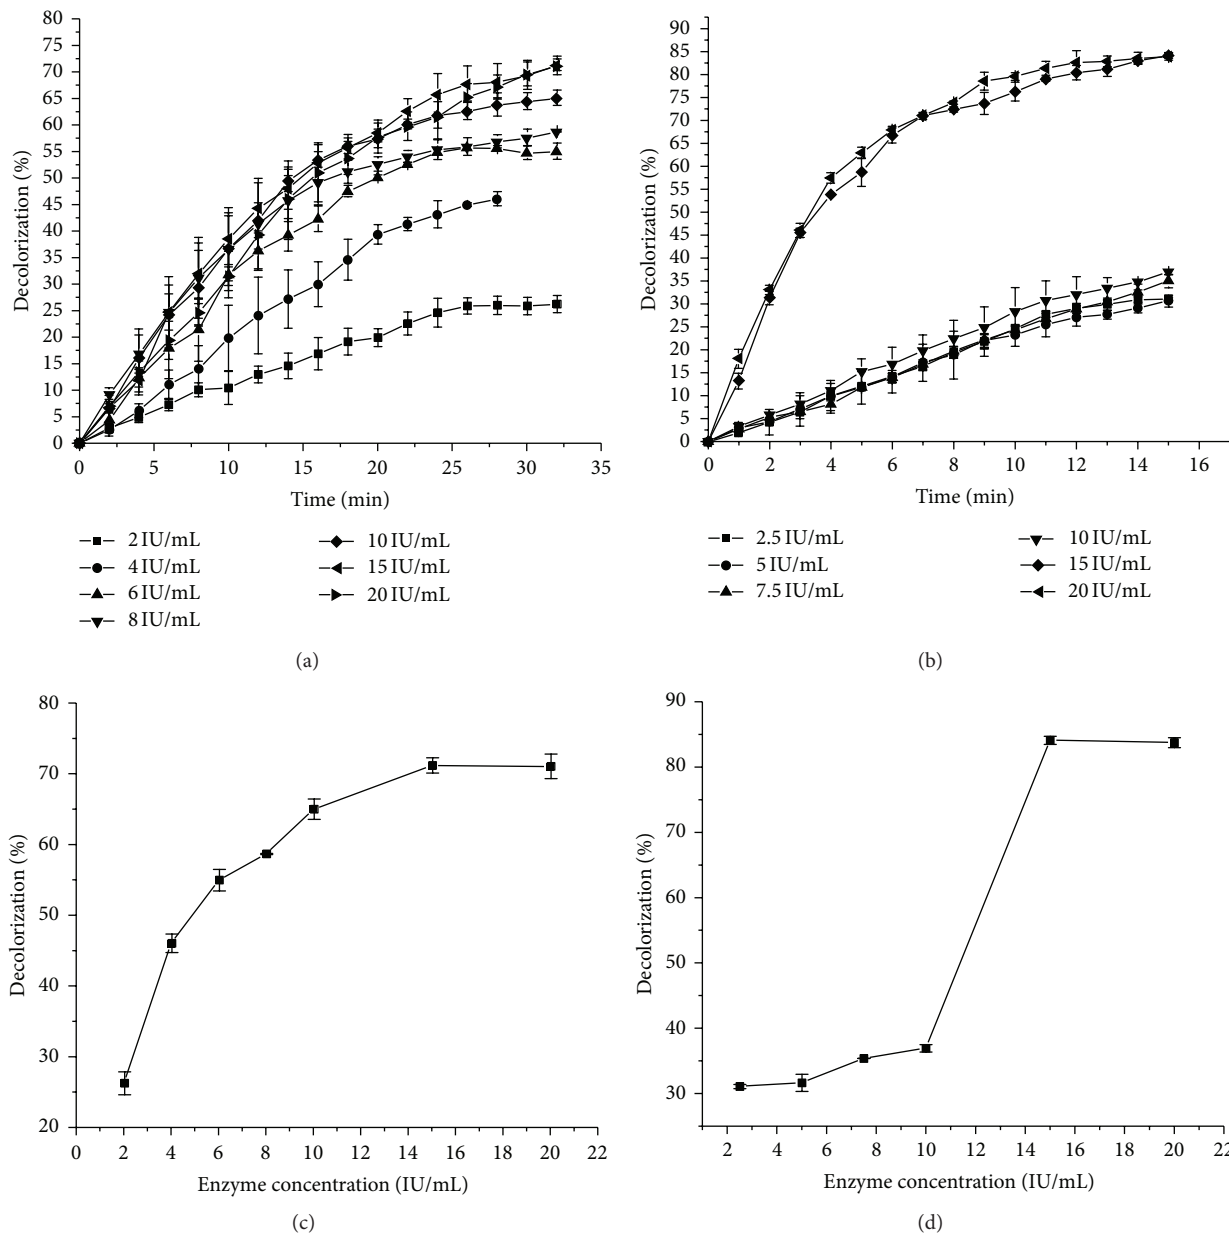 80
75
70
65
60
55
50
45
40
35
30
25
20
15
10
5
0
Decolorization (%)
0 5 10 15 20 25 30 35
Time (min)
2 IU/mL 10 IU/mL
4 IU/mL 15 IU/mL
6 IU/mL 20 IU/mL
8 IU/mL
(a)
90
85
80
75
70
65
60
55
50
45
40
35
30
25
20
15
10
5
0
Decolorization (%)
0 2 4 6 8 10 12 14 16
Time (min)
2.5 IU/mL 10 IU/mL
5 IU/mL 15 IU/mL
7.5 IU/mL 20 IU/mL
(b)
80
70
60
50
40
30
20
Decolorization (%)
0 2 4 6 8 10 12 14 16 18 20 22
Enzyme concentration (IU/mL)
(c)
90
80
70
60
50
40
30
Decolorization (%)
2 4 6 8 10 12 14 16 18 20 22
Enzyme concentration (IU/mL)
(d)